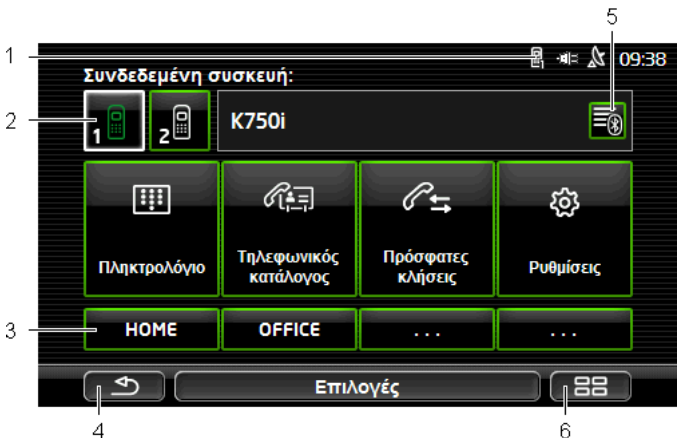 5
1
09:38
Συνδεδεμένη συσκευή:
2
1
2
K750i
Πληκτρολόγιο
Τηλεφωνικός
κατάλογος
Πρόσφατες
κλήσεις
Ρυθμίσεις
3
HOME
OFFICE
...
...
Επιλογές
4
6